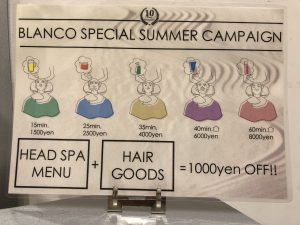 10
BLANCO SPECIAL SUMMER CAMPAIGN
15min.
1500yen
25min.
2500yen
35min.
4000yen
40min.
6000yen
60min.
8000yen
HEAD SPA
MENU
+
HAIR
GOODS
=1000yen OFF!!